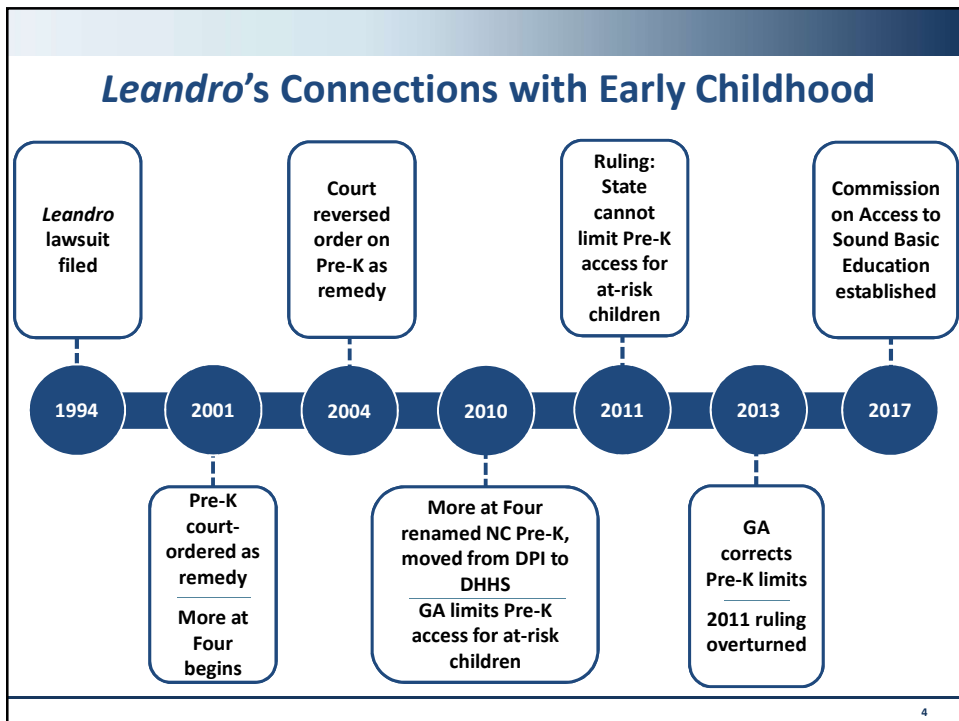 Leandro's Connections with Early Childhood
Leandro
lawsuit
filed
Court
reversed
order on
Pre-K as
remedy
Ruling:
State
cannot
limit Pre-K
access for
at-risk
children
Commission
on Access to
Sound Basic
Education
established
1994
2001
2004
2010
2011
2013
2017
Pre-K
court-
ordered as
remedy
More at
Four
begins
More at Four
renamed NC Pre-K,
moved from DPI to
DHHS
GA limits Pre-K
access for at-risk
children
GA
corrects
Pre-K limits
2011 ruling
overturned
4